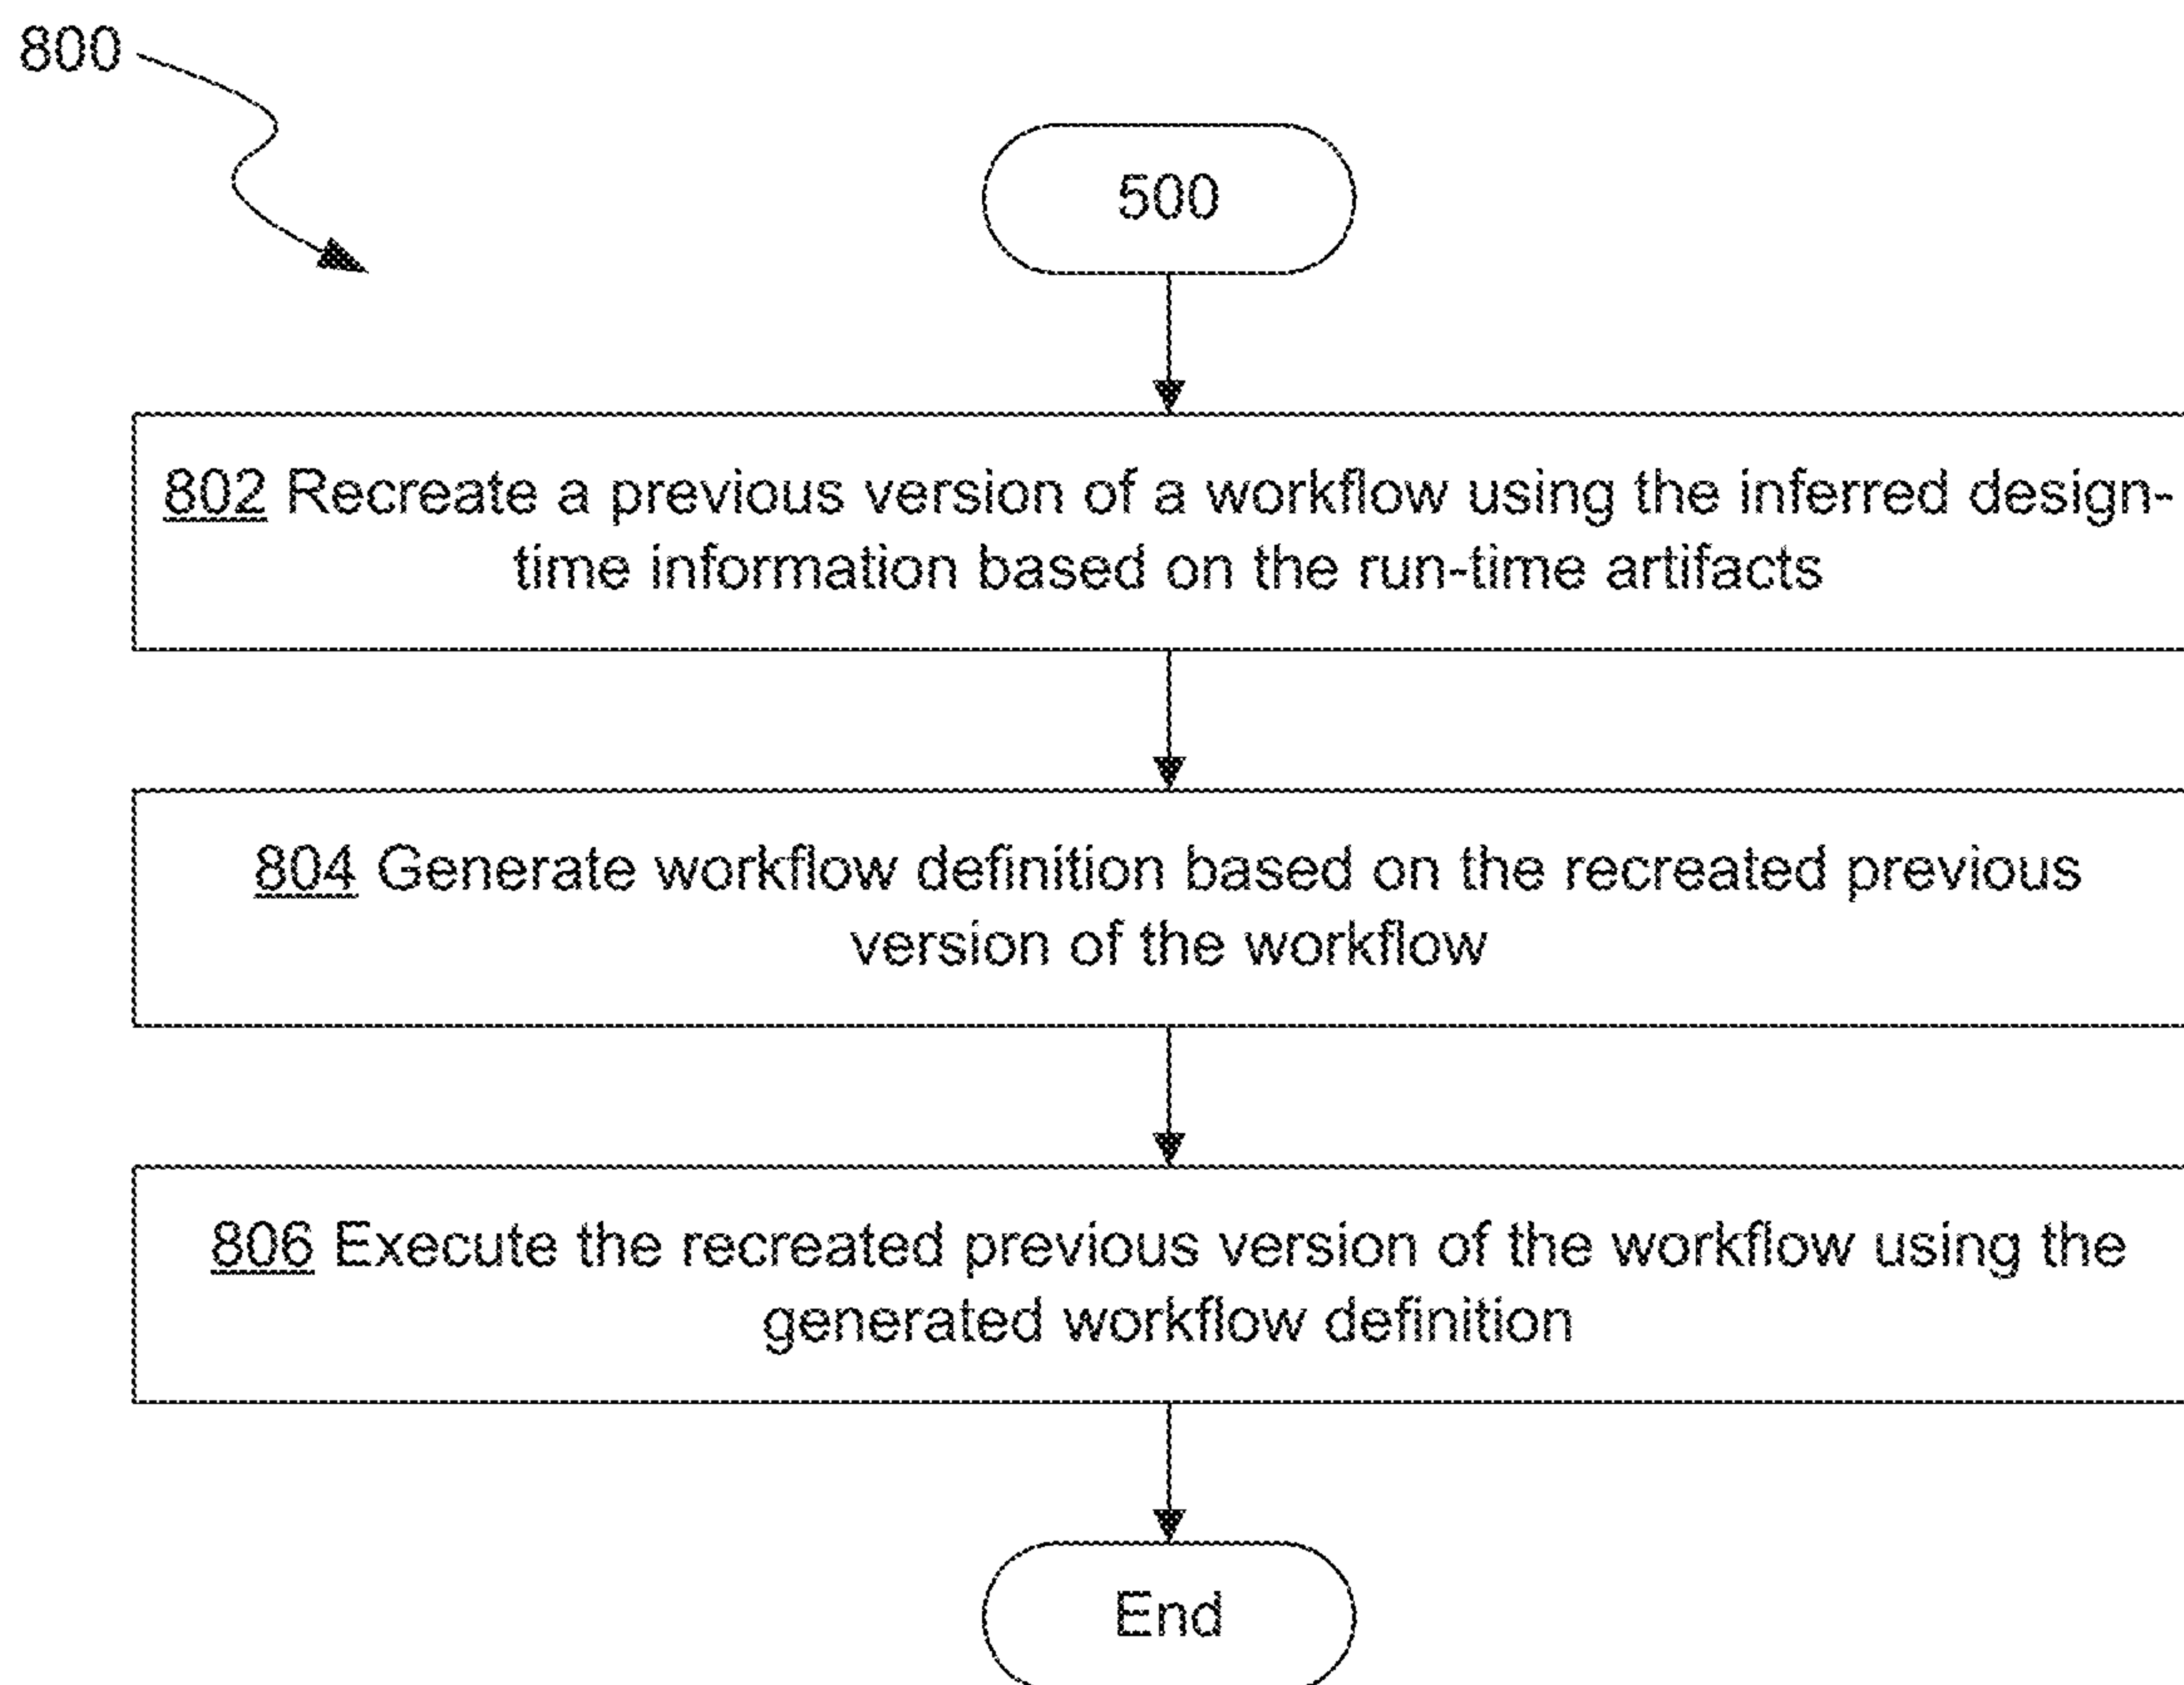 800
500
802 Recreate a previous version of a workflow using the inferred design-
time information based on the run-time artifacts
804 Generate workflow definition based on the recreated previous
version of the workflow
806 Execute the recreated previous version of the workflow using the
generated workflow definition
End